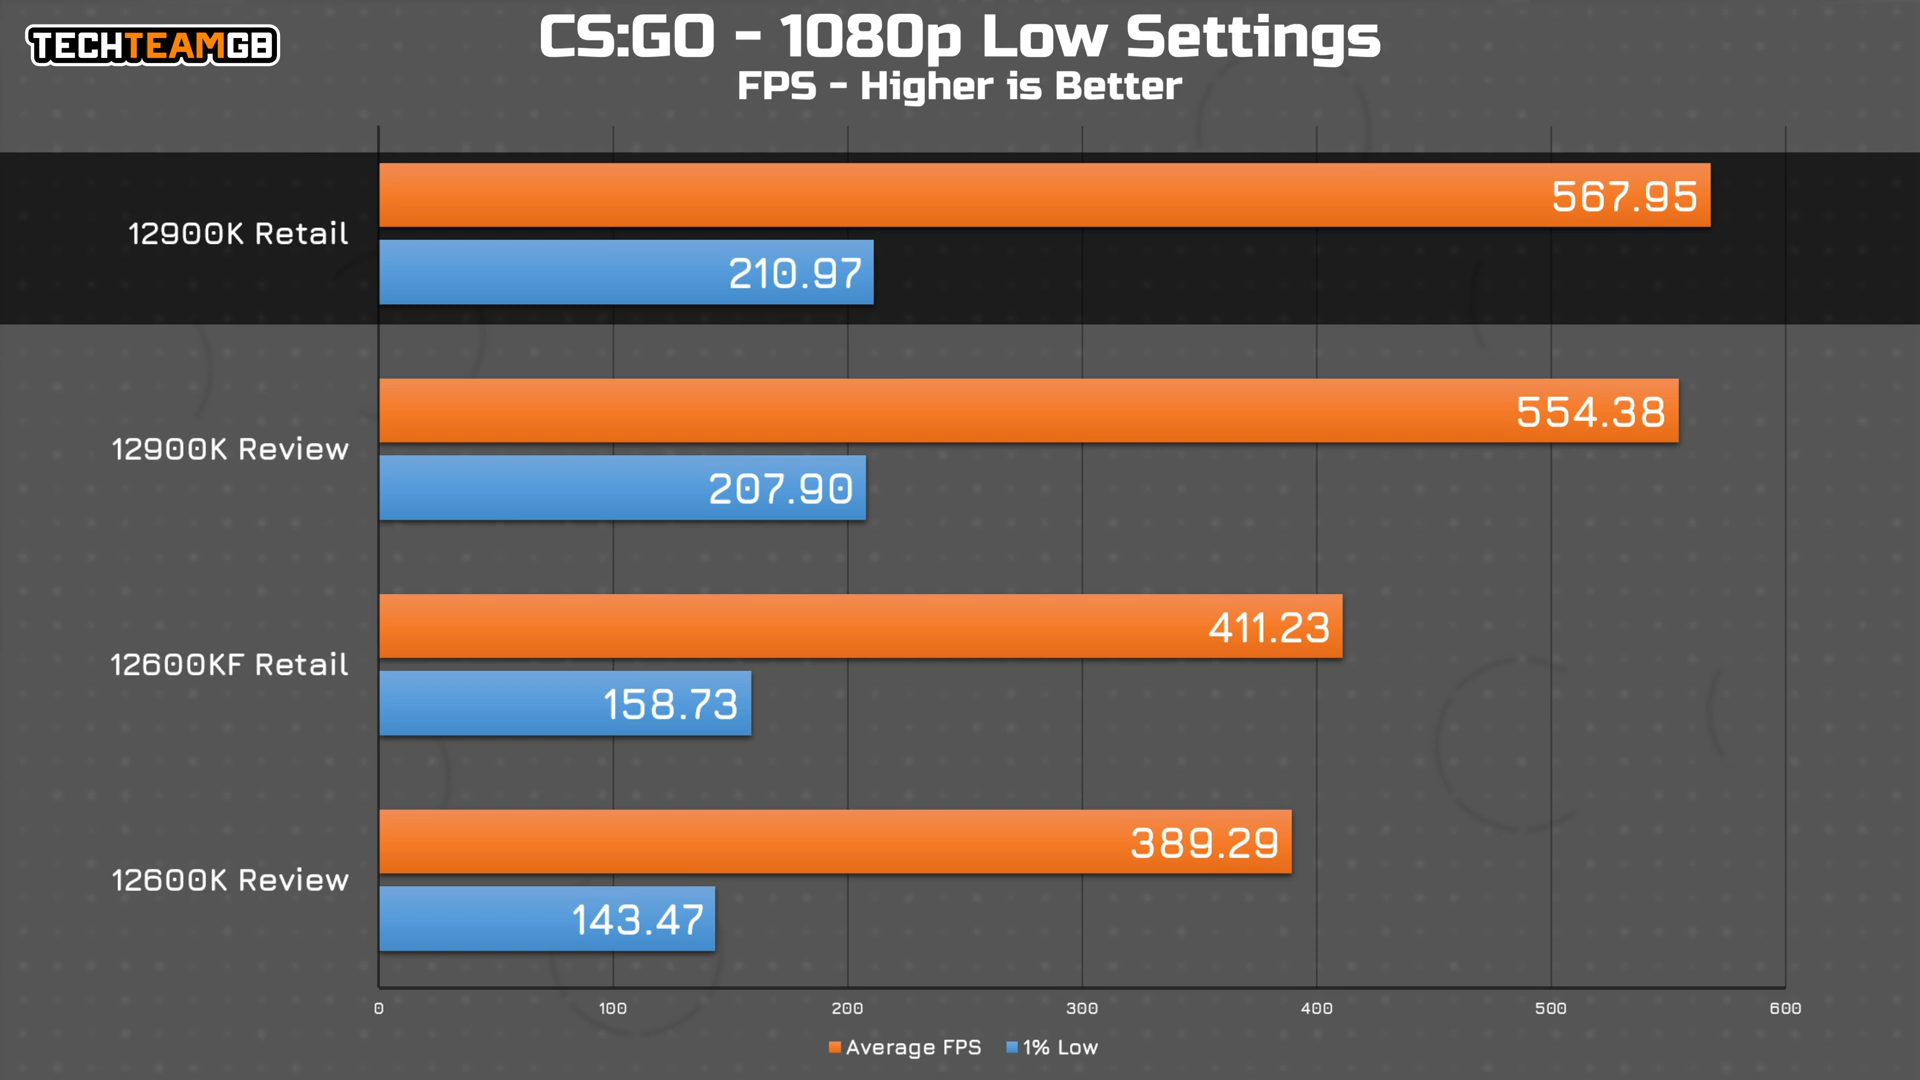 TECHTEAMGB
CS:GO - 1080p Low Settings
FPS - Higher is Better
12900K Retail
567.95
210.97
12900K Review
554.38
207.90
12600KF Retail
411.23
158.73
12600K Review
389.29
143.47
0 100 200 300 400 500 600
Average FPS 1% Low